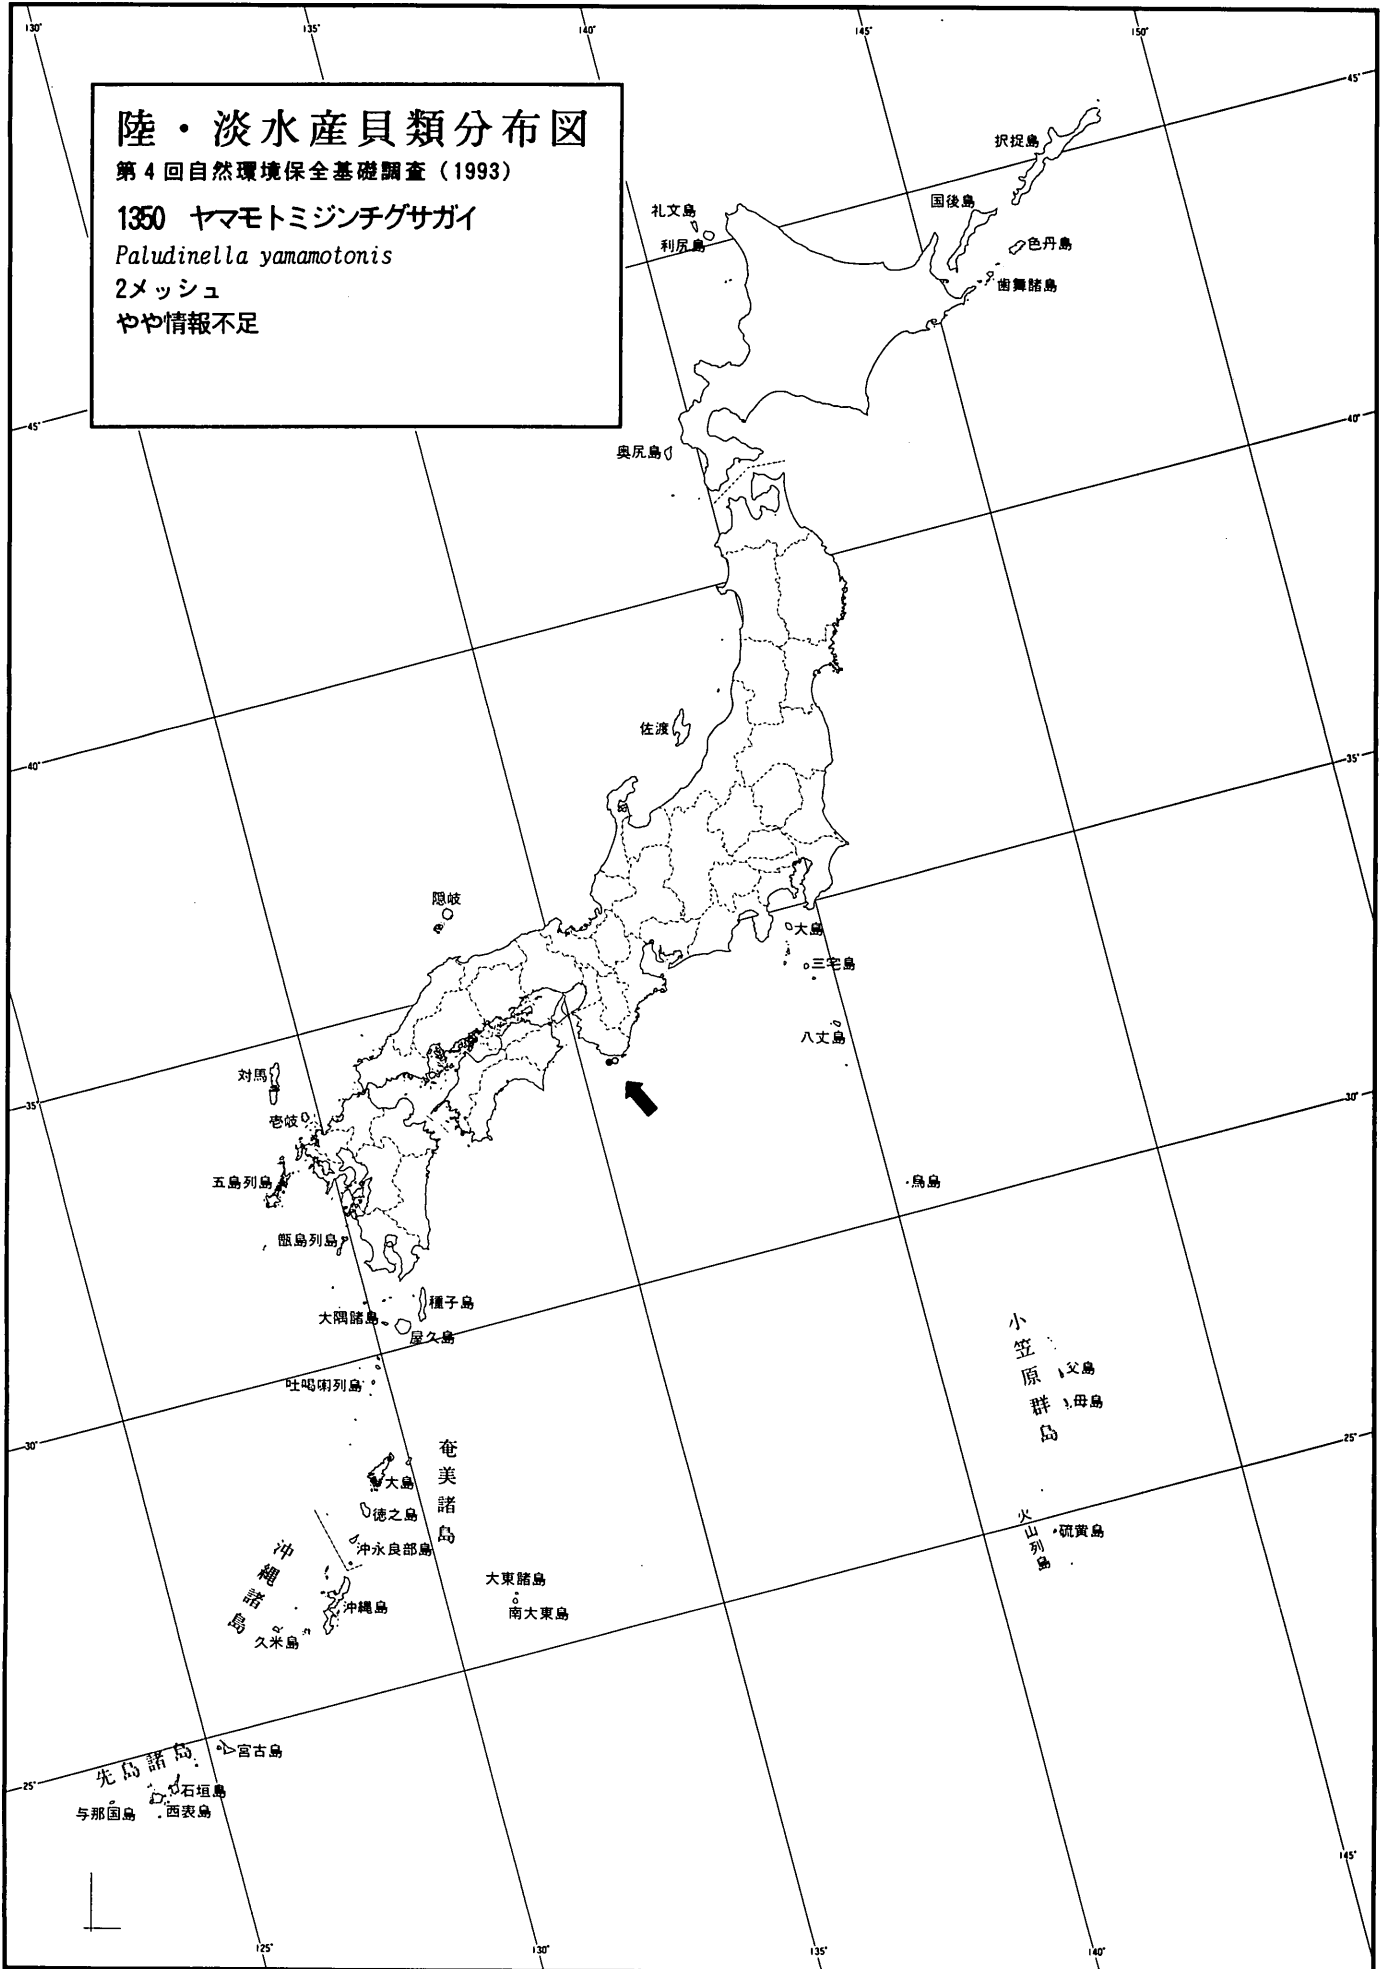 130°
135°
140°
145°
150°
陸・淡水産貝類分布図
第4回自然環境保全基礎調査(1993)
1350 ヤマモトミジンチグサガイ
Paludinella yamamotonis
2メッシュ
やや情報不足
45°
択捉島
国後島
色丹島
歯舞諸島
礼文島
利尻島
45°
40°
奥尻島
佐渡
40°
35°
隠岐
大島
三宅島
八丈島
対馬
壱岐
35°
30°
五島列島
鳥島
甑島列島
種子島
大隅諸島
屋久島
吐噶喇列島
小笠原群島
父島
母島
30°
25°
奄美諸島
大島
徳之島
沖永良部島
火山列島
硫黄島
沖縄諸島
沖縄島
久米島
大東諸島
南大東島
先島諸島
宮古島
石垣島
西表島
与那国島
25°
145°
125°
130°
135°
140°